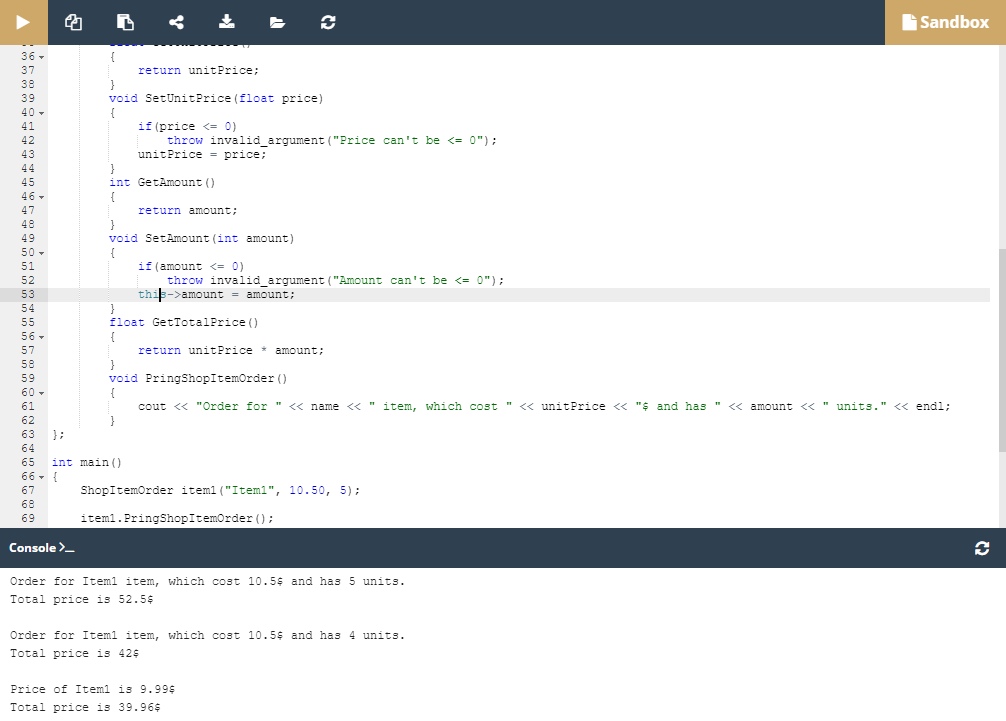 Sandbox
36 {
37 return unitPrice;
38 }
39 void SetUnitPrice(float price)
40 {
41 if(price <= 0)
42 throw invalid_argument("Price can't be <= 0");
43 unitPrice = price;
44 }
45 int GetAmount()
46 {
47 return amount;
48 }
49 void SetAmount(int amount)
50 {
51 if(amount <= 0)
52 throw invalid_argument("Amount can't be <= 0");
53 this->amount = amount;
54 }
55 float GetTotalPrice()
56 {
57 return unitPrice * amount;
58 }
59 void PringShopItemOrder()
60 {
61 cout << "Order for " << name << " item, which cost " << unitPrice << "$ and has " << amount << " units." << endl;
62 }
63 };
64
65 int main()
66 {
67 ShopItemOrder item1("Item1", 10.50, 5);
68
69 item1.PringShopItemOrder();
Console >_
Order for Item1 item, which cost 10.5$ and has 5 units.
Total price is 52.5$
Order for Item1 item, which cost 10.5$ and has 4 units.
Total price is 42$
Price of Item1 is 9.99$
Total price is 39.96$